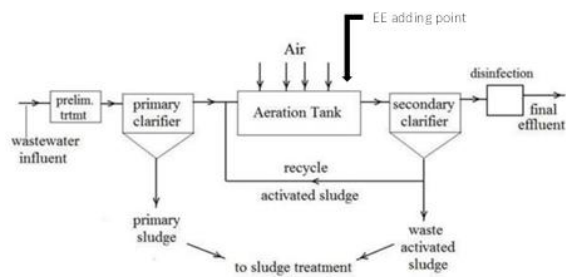 EE adding point
Air
disinfection
prelim.
trtmt
primary
clarifier
Aeration Tank
secondary
clarifier
wastewater
influent
final
effluent
recycle
activated sludge
primary
sludge
waste
activated
sludge
to sludge treatment